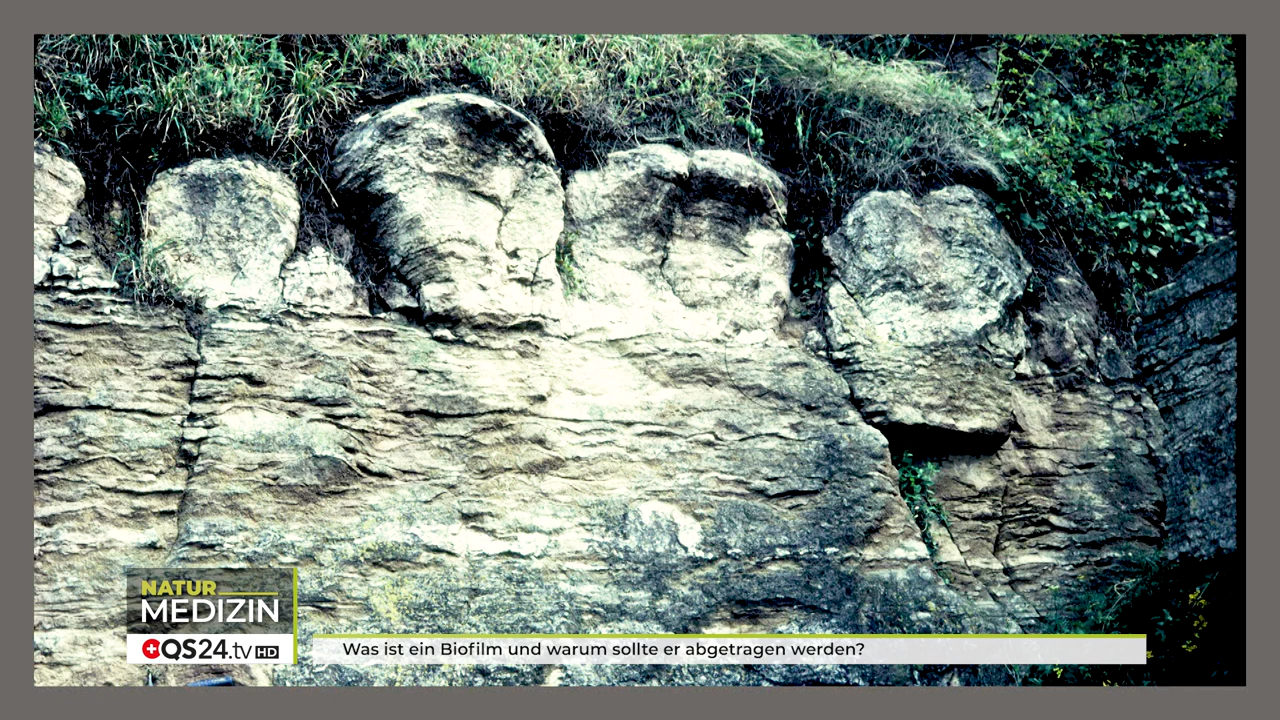 NATUR
MEDIZIN
QS24.tv HD
Was ist ein Biofilm und warum sollte er abgetragen werden?